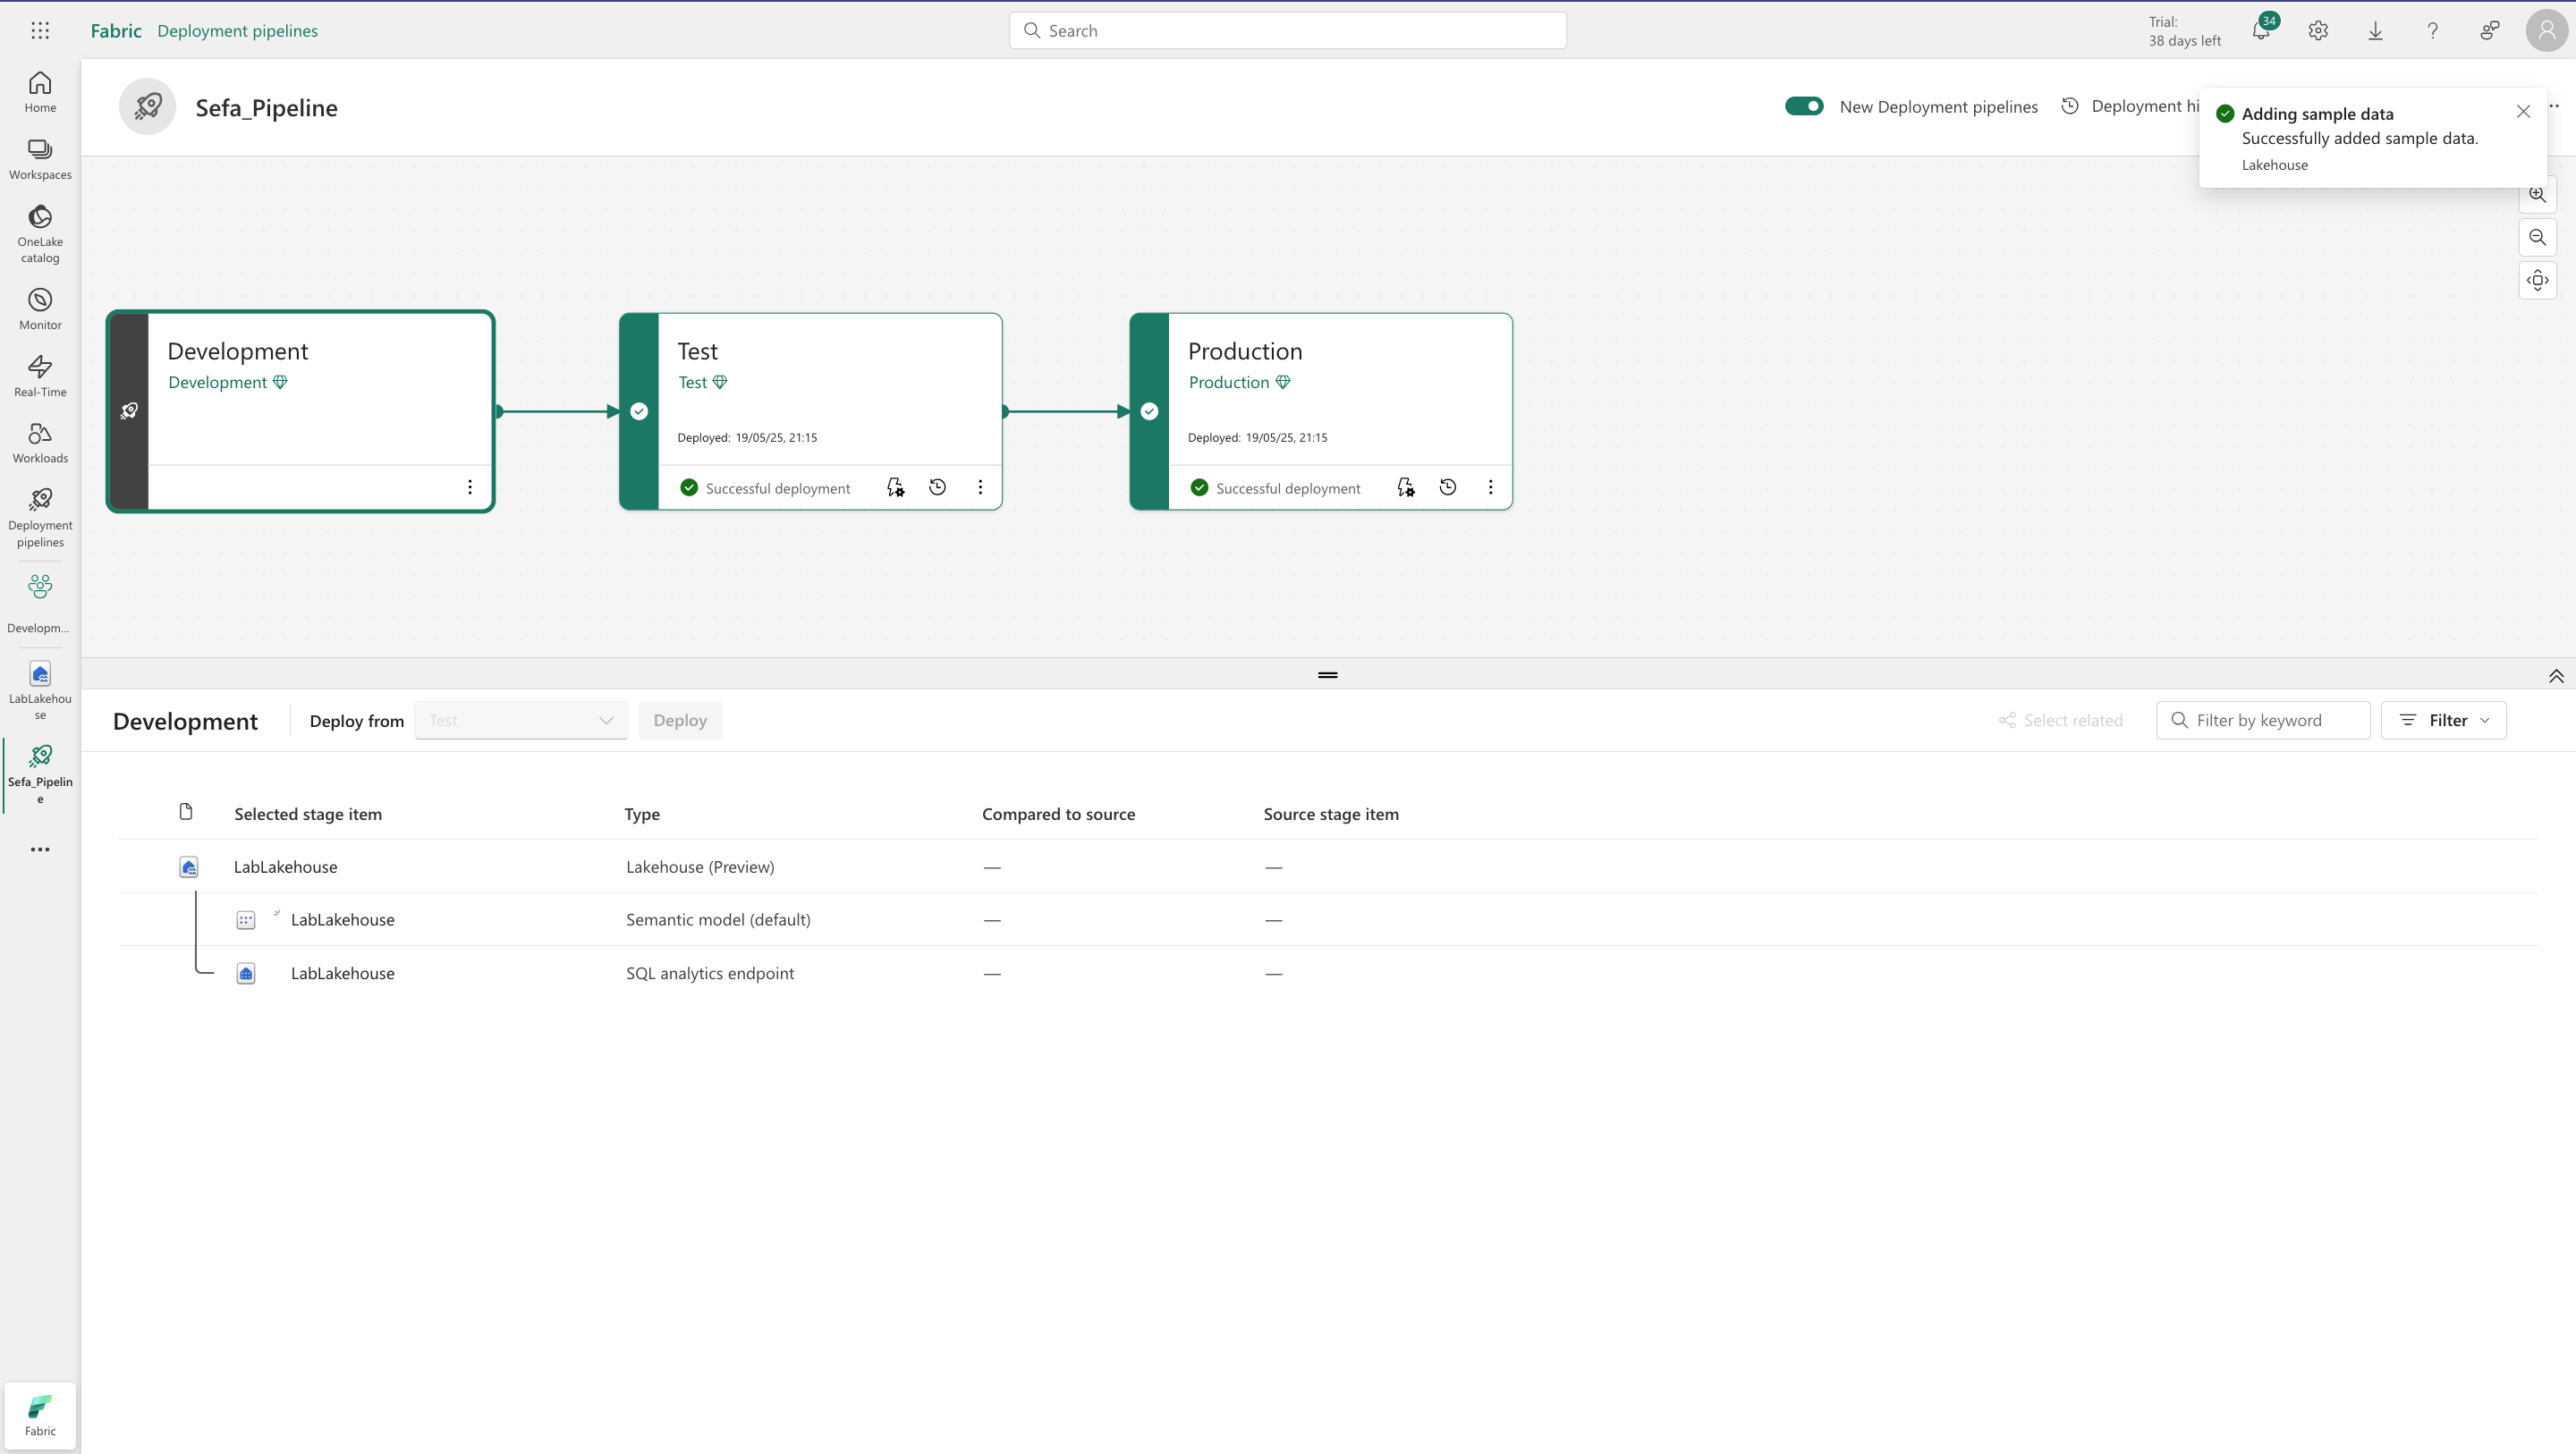 Fabric Deployment pipelines
Search
Trial:
38 days left
34
Home
Workspaces
OneLake
catalog
Monitor
Real-Time
Workloads
Deployment
pipelines
Developm...
LabLakehou
se
Sefa_Pipelin
e
Fabric
Sefa_Pipeline
New Deployment pipelines
Deployment hi
Adding sample data
Successfully added sample data.
Lakehouse
Development
Development
Test
Test
Deployed: 19/05/25, 21:15
Successful deployment
Production
Production
Deployed: 19/05/25, 21:15
Successful deployment
Development Deploy from Test Deploy
Select related Filter by keyword Filter
Selected stage item Type Compared to source Source stage item
LabLakehouse Lakehouse (Preview) — —
LabLakehouse Semantic model (default) — —
LabLakehouse SQL analytics endpoint — —